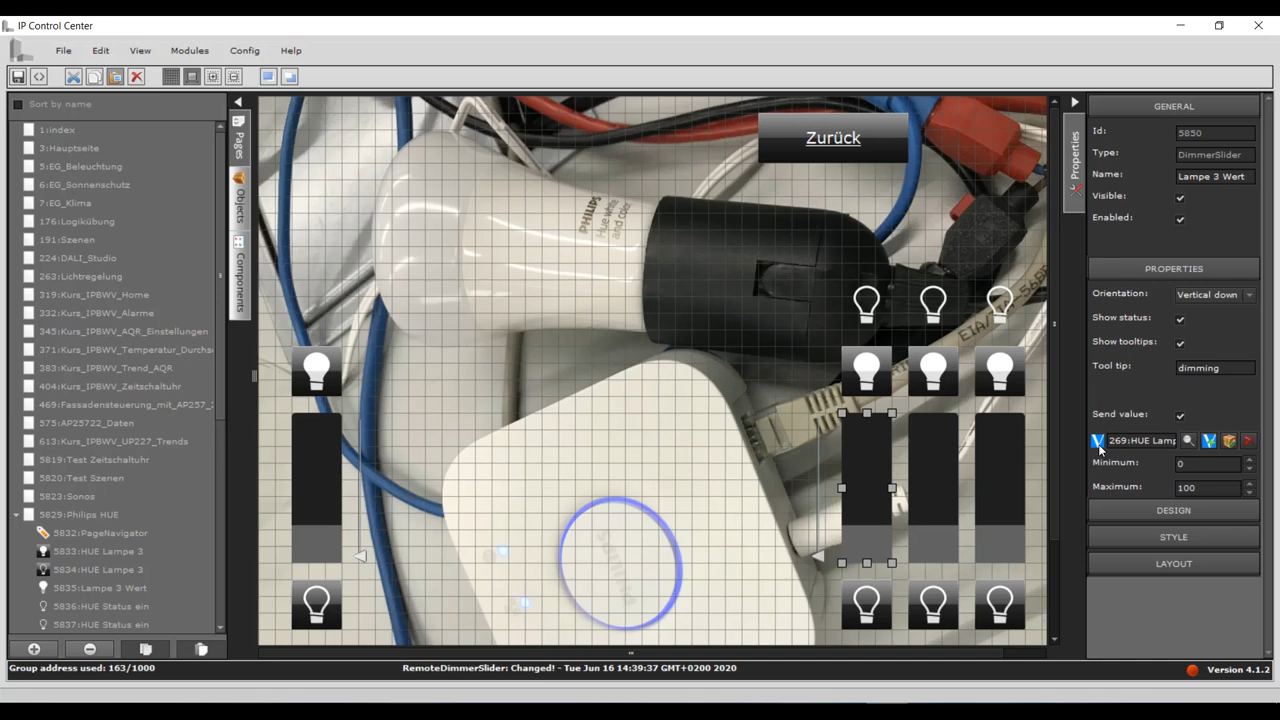 IP Control Center
File Edit View Modules Config Help
Sort by name
1:index
3:Hauptseite
5:EG_Beleuchtung
6:EG_Sonnenschutz
7:EG_Klima
176:Logikübung
191:Szenen
224:DALI_Studio
263:Lichtregelung
319:Kurs_IPBWV_Home
332:Kurs_IPBWV_Alarme
345:Kurs_IPBWV_AQR_Einstellungen
371:Kurs_IPBWV_Temperatur_Durchs
383:Kurs_IPBWV_Trend_AQR
404:Kurs_IPBWV_Zeitschaltuhr
469:Fassadensteuerung_mit_AP257_2
575:AP25722_Daten
613:Kurs_IPBWV_UP227_Trends
5819:Test Zeitschaltuhr
5820:Test Szenen
5823:Sonos
5829:Philips HUE
5832:PageNavigator
5833:HUE Lampe 3
5834:HUE Lampe 3
5835:Lampe 3 Wert
5836:HUE Status ein
5837:HUE Status ein
Pages
Objects
Components
Zurück
PHILIPS
Hue white
and color
Properties
GENERAL
Id: 5850
Type: DimmerSlider
Name: Lampe 3 Wert
Visible:
Enabled:
PROPERTIES
Orientation: Vertical down
Show status:
Show tooltips:
Tool tip: dimming
Send value:
269:HUE Lamp
Minimum: 0
Maximum: 100
DESIGN
STYLE
LAYOUT
Group address used: 163/1000
RemoteDimmerSlider: Changed! - Tue Jun 16 14:39:37 GMT+0200 2020
Version 4.1.2